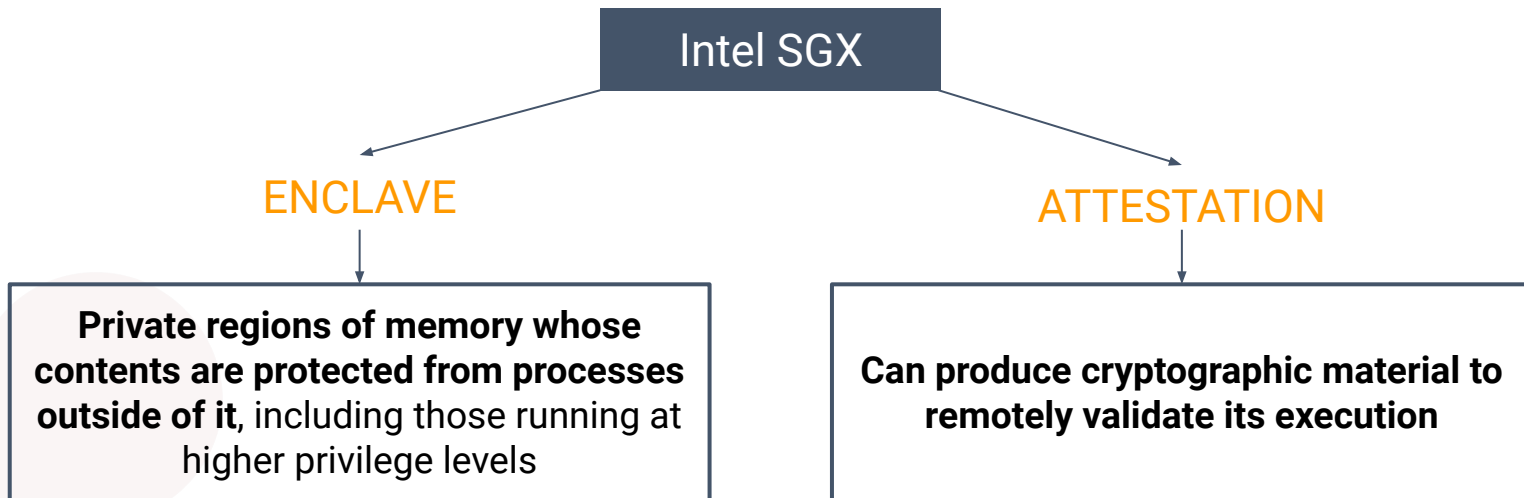 Intel SGX
ENCLAVE
ATTESTATION
Private regions of memory whose
contents are protected from processes
outside of it, including those running at
higher privilege levels
Can produce cryptographic material to
remotely validate its execution